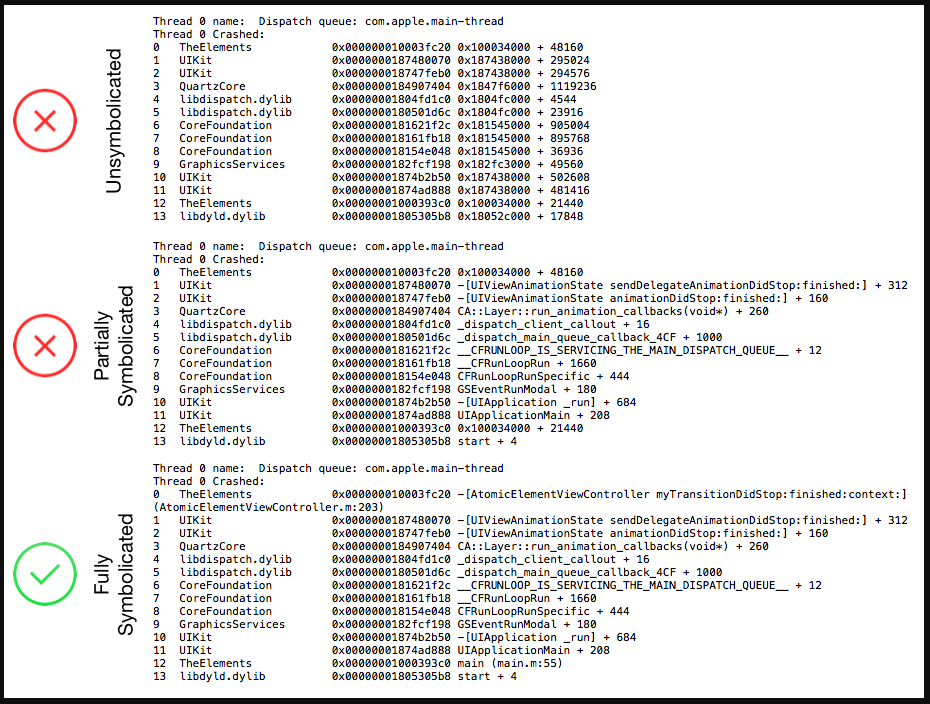 Unsymbolicated
Thread 0 name:  Dispatch queue: com.apple.main-thread
Thread 0 Crashed:
0   TheElements            0x000000010003fc20 0x100034000 + 48160
1   UIKit                  0x0000000187480070 0x187438000 + 295024
2   UIKit                  0x000000018747feb0 0x187438000 + 294576
3   QuartzCore             0x0000000184907404 0x1847f6000 + 1119236
4   libdispatch.dylib      0x00000001804fd1c0 0x1804fc000 + 4544
5   libdispatch.dylib      0x0000000180501d6c 0x1804fc000 + 23916
6   CoreFoundation         0x0000000181621f2c 0x181545000 + 905004
7   CoreFoundation         0x000000018161fb18 0x181545000 + 895768
8   CoreFoundation         0x000000018154e048 0x181545000 + 36936
9   GraphicsServices       0x0000000182fcf198 0x182fc3000 + 49560
10  UIKit                  0x00000001874b2b50 0x187438000 + 502608
11  UIKit                  0x00000001874ad888 0x187438000 + 481416
12  TheElements            0x00000001000393c0 0x100034000 + 21440
13  libdyld.dylib          0x00000001805305b8 0x18052c000 + 17848
Partially
Symbolicated
Thread 0 name:  Dispatch queue: com.apple.main-thread
Thread 0 Crashed:
0   TheElements            0x000000010003fc20 0x100034000 + 48160
1   UIKit                  0x0000000187480070 -[UIViewAnimationState sendDelegateAnimationDidStop:finished:] + 312
2   UIKit                  0x000000018747feb0 -[UIViewAnimationState animationDidStop:finished:] + 160
3   QuartzCore             0x0000000184907404 CA::Layer::run_animation_callbacks(void*) + 260
4   libdispatch.dylib      0x00000001804fd1c0 _dispatch_client_callout + 16
5   libdispatch.dylib      0x0000000180501d6c _dispatch_main_queue_callback_4CF + 1000
6   CoreFoundation         0x0000000181621f2c __CFRUNLOOP_IS_SERVICING_THE_MAIN_DISPATCH_QUEUE__ + 12
7   CoreFoundation         0x000000018161fb18 __CFRunLoopRun + 1660
8   CoreFoundation         0x000000018154e048 CFRunLoopRunSpecific + 444
9   GraphicsServices       0x0000000182fcf198 GSEventRunModal + 180
10  UIKit                  0x00000001874b2b50 -[UIApplication _run] + 684
11  UIKit                  0x00000001874ad888 UIApplicationMain + 208
12  TheElements            0x00000001000393c0 0x100034000 + 21440
13  libdyld.dylib          0x00000001805305b8 start + 4
Fully
Symbolicated
Thread 0 name:  Dispatch queue: com.apple.main-thread
Thread 0 Crashed:
0   TheElements            0x000000010003fc20 -[AtomicElementViewController myTransitionDidStop:finished:context:]
(AtomicElementViewController.m:203)
1   UIKit                  0x0000000187480070 -[UIViewAnimationState sendDelegateAnimationDidStop:finished:] + 312
2   UIKit                  0x000000018747feb0 -[UIViewAnimationState animationDidStop:finished:] + 160
3   QuartzCore             0x0000000184907404 CA::Layer::run_animation_callbacks(void*) + 260
4   libdispatch.dylib      0x00000001804fd1c0 _dispatch_client_callout + 16
5   libdispatch.dylib      0x0000000180501d6c _dispatch_main_queue_callback_4CF + 1000
6   CoreFoundation         0x0000000181621f2c __CFRUNLOOP_IS_SERVICING_THE_MAIN_DISPATCH_QUEUE__ + 12
7   CoreFoundation         0x000000018161fb18 __CFRunLoopRun + 1660
8   CoreFoundation         0x000000018154e048 CFRunLoopRunSpecific + 444
9   GraphicsServices       0x0000000182fcf198 GSEventRunModal + 180
10  UIKit                  0x00000001874b2b50 -[UIApplication _run] + 684
11  UIKit                  0x00000001874ad888 UIApplicationMain + 208
12  TheElements            0x00000001000393c0 main (main.m:55)
13  libdyld.dylib          0x00000001805305b8 start + 4